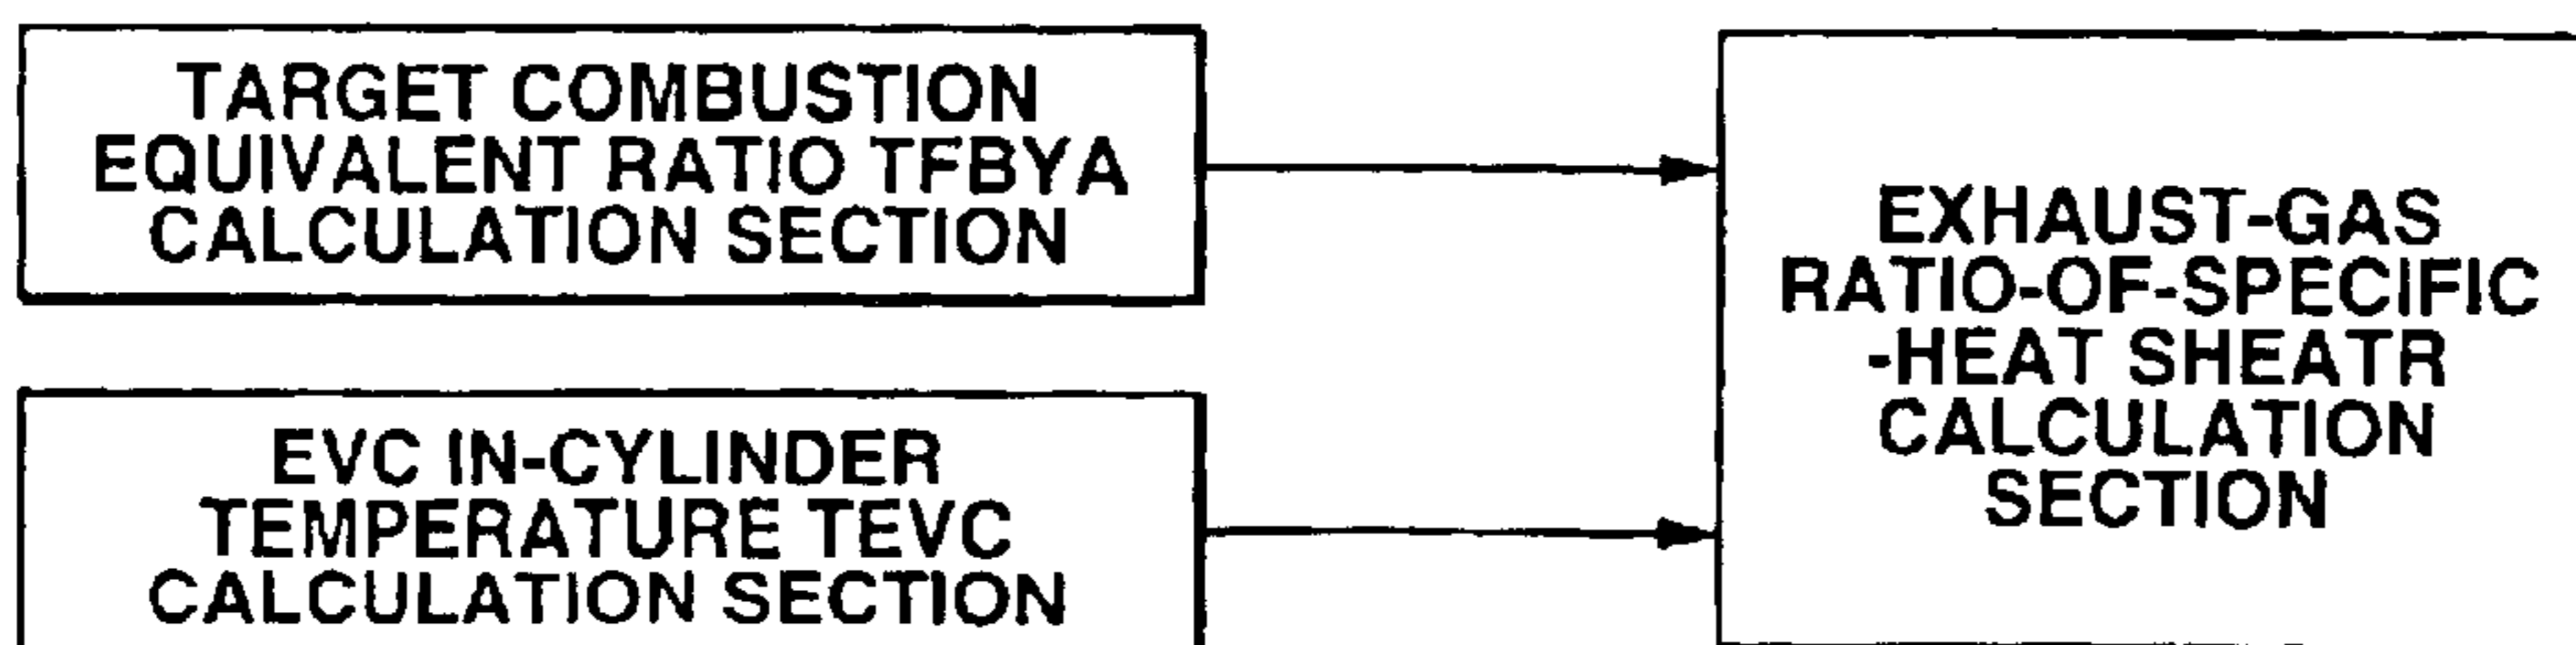 TARGET COMBUSTION
EQUIVALENT RATIO TFBYA
CALCULATION SECTION
EVC IN-CYLINDER
TEMPERATURE TEVC
CALCULATION SECTION
EXHAUST-GAS
RATIO-OF-SPECIFIC
-HEAT SHEATR
CALCULATION
SECTION